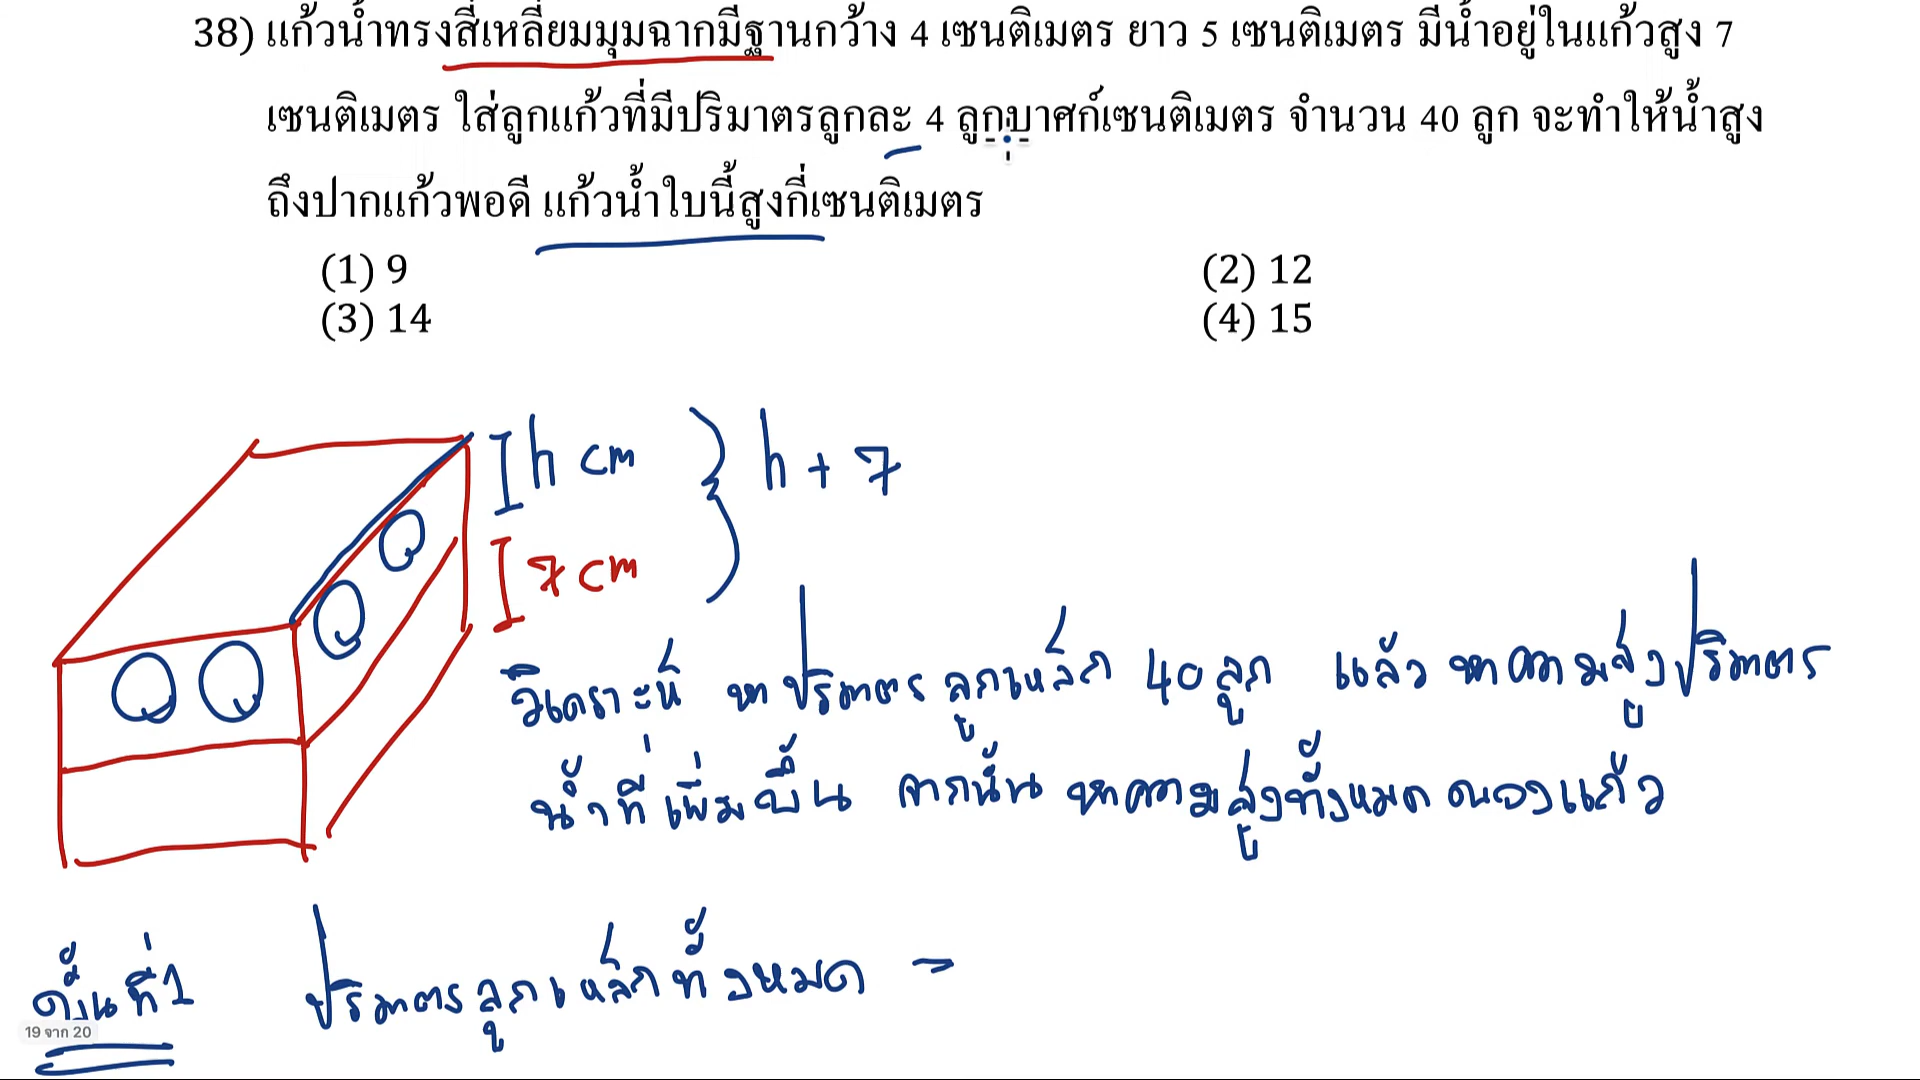 38) แก้วน้ำทรงสี่เหลี่ยมมุมฉากมีฐานกว้าง 4 เซนติเมตร ยาว 5 เซนติเมตร มีน้ำอยู่ในแก้วสูง 7
เซนติเมตร ใส่ลูกแก้วที่มีปริมาตรลูกละ 4 ลูกบาศก์เซนติเมตร จำนวน 40 ลูก จะทำให้น้ำสูง
ถึงปากแก้วพอดี แก้วน้ำใบนี้สูงกี่เซนติเมตร
(1) 9 (2) 12
(3) 14 (4) 15
h cm h + 7
7 cm
วิเคราะห์ หาปริมาตรลูกเหล็ก 40 ลูก แล้วหาความสูงปริมาตร
น้ำที่เพิ่มขึ้น จากนั้นหาความสูงทั้งหมดของแก้ว
ขั้นที่ 1 ปริมาตรลูกเหล็กทั้งหมด =
19 จาก 20